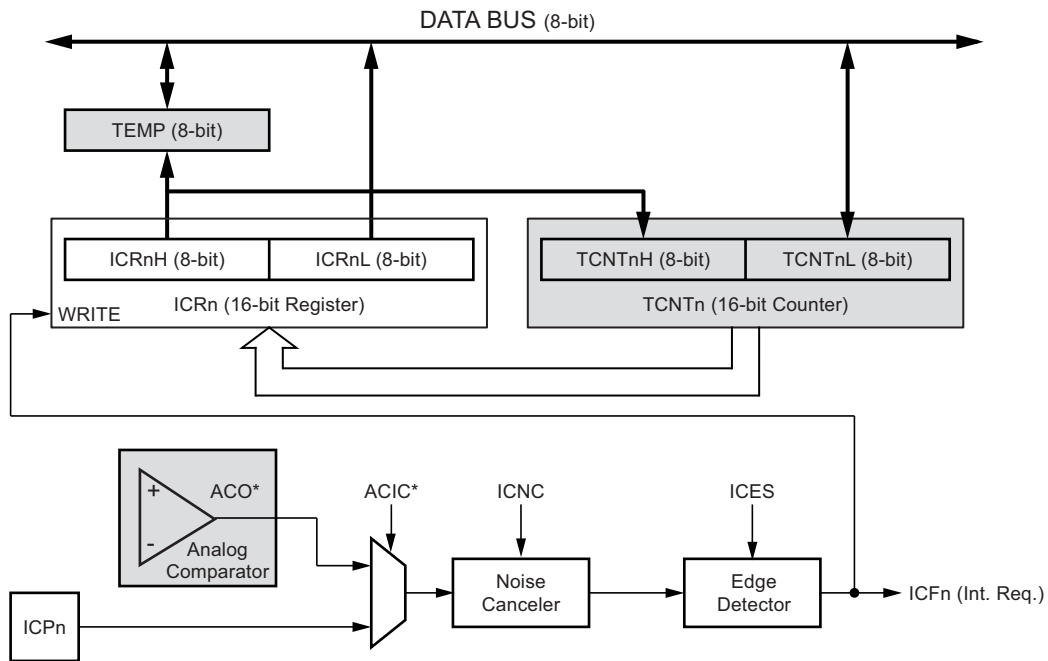 DATA BUS (8-bit)
TEMP (8-bit)
ICRnH (8-bit)
ICRnL (8-bit)
TCNTnH (8-bit)
TCNTnL (8-bit)
WRITE
ICRn (16-bit Register)
TCNTn (16-bit Counter)
+
-
ACO*
Analog
Comparator
ACIC*
ICNC
ICES
Noise
Canceler
Edge
Detector
ICFn (Int. Req.)
ICPn